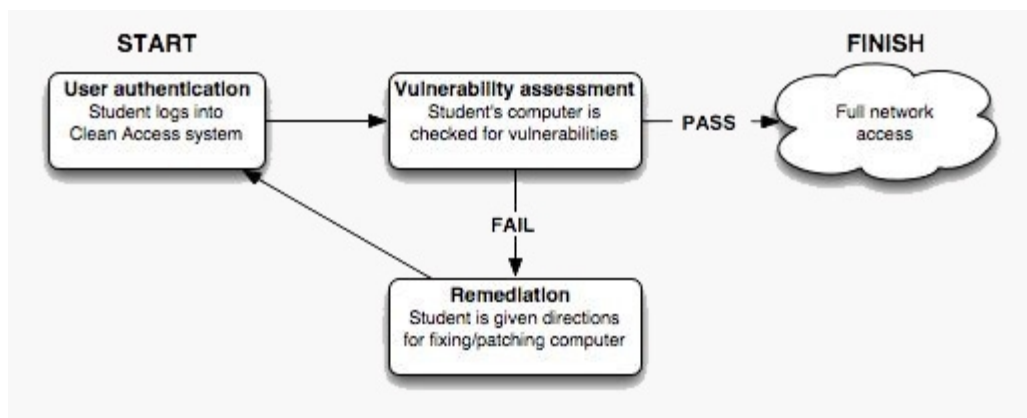 START
User authentication
Student logs into
Clean Access system
Vulnerability assessment
Student's computer is
checked for vulnerabilities
PASS
FINISH
Full network
access
FAIL
Remediation
Student is given directions
for fixing/patching computer